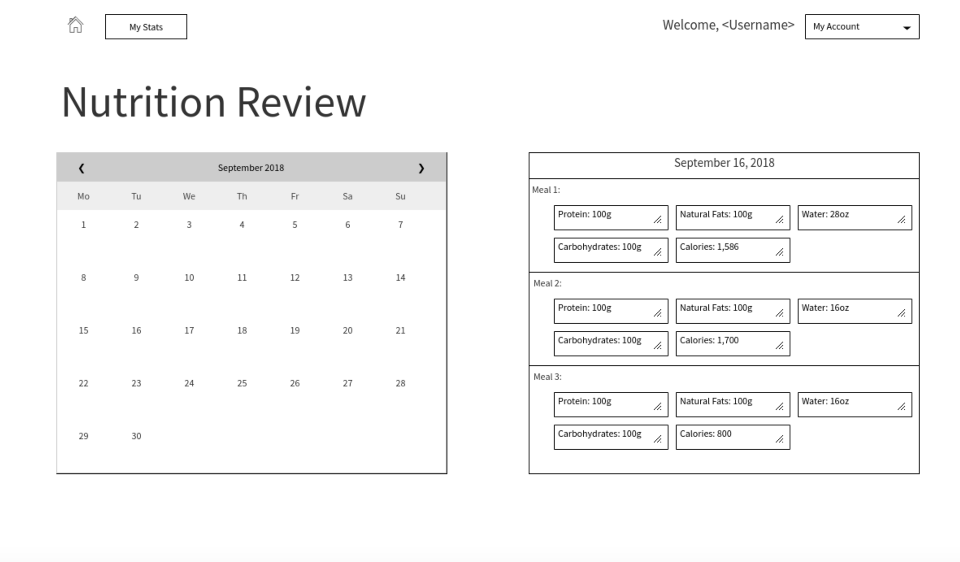 My Stats
Welcome, <Username>
My Account
Nutrition Review
❮ September 2018 ❯
Mo Tu We Th Fr Sa Su
1 2 3 4 5 6 7
8 9 10 11 12 13 14
15 16 17 18 19 20 21
22 23 24 25 26 27 28
29 30
September 16, 2018
Meal 1:
Protein: 100g Natural Fats: 100g Water: 28oz
Carbohydrates: 100g Calories: 1,586
Meal 2:
Protein: 100g Natural Fats: 100g Water: 16oz
Carbohydrates: 100g Calories: 1,700
Meal 3:
Protein: 100g Natural Fats: 100g Water: 16oz
Carbohydrates: 100g Calories: 800